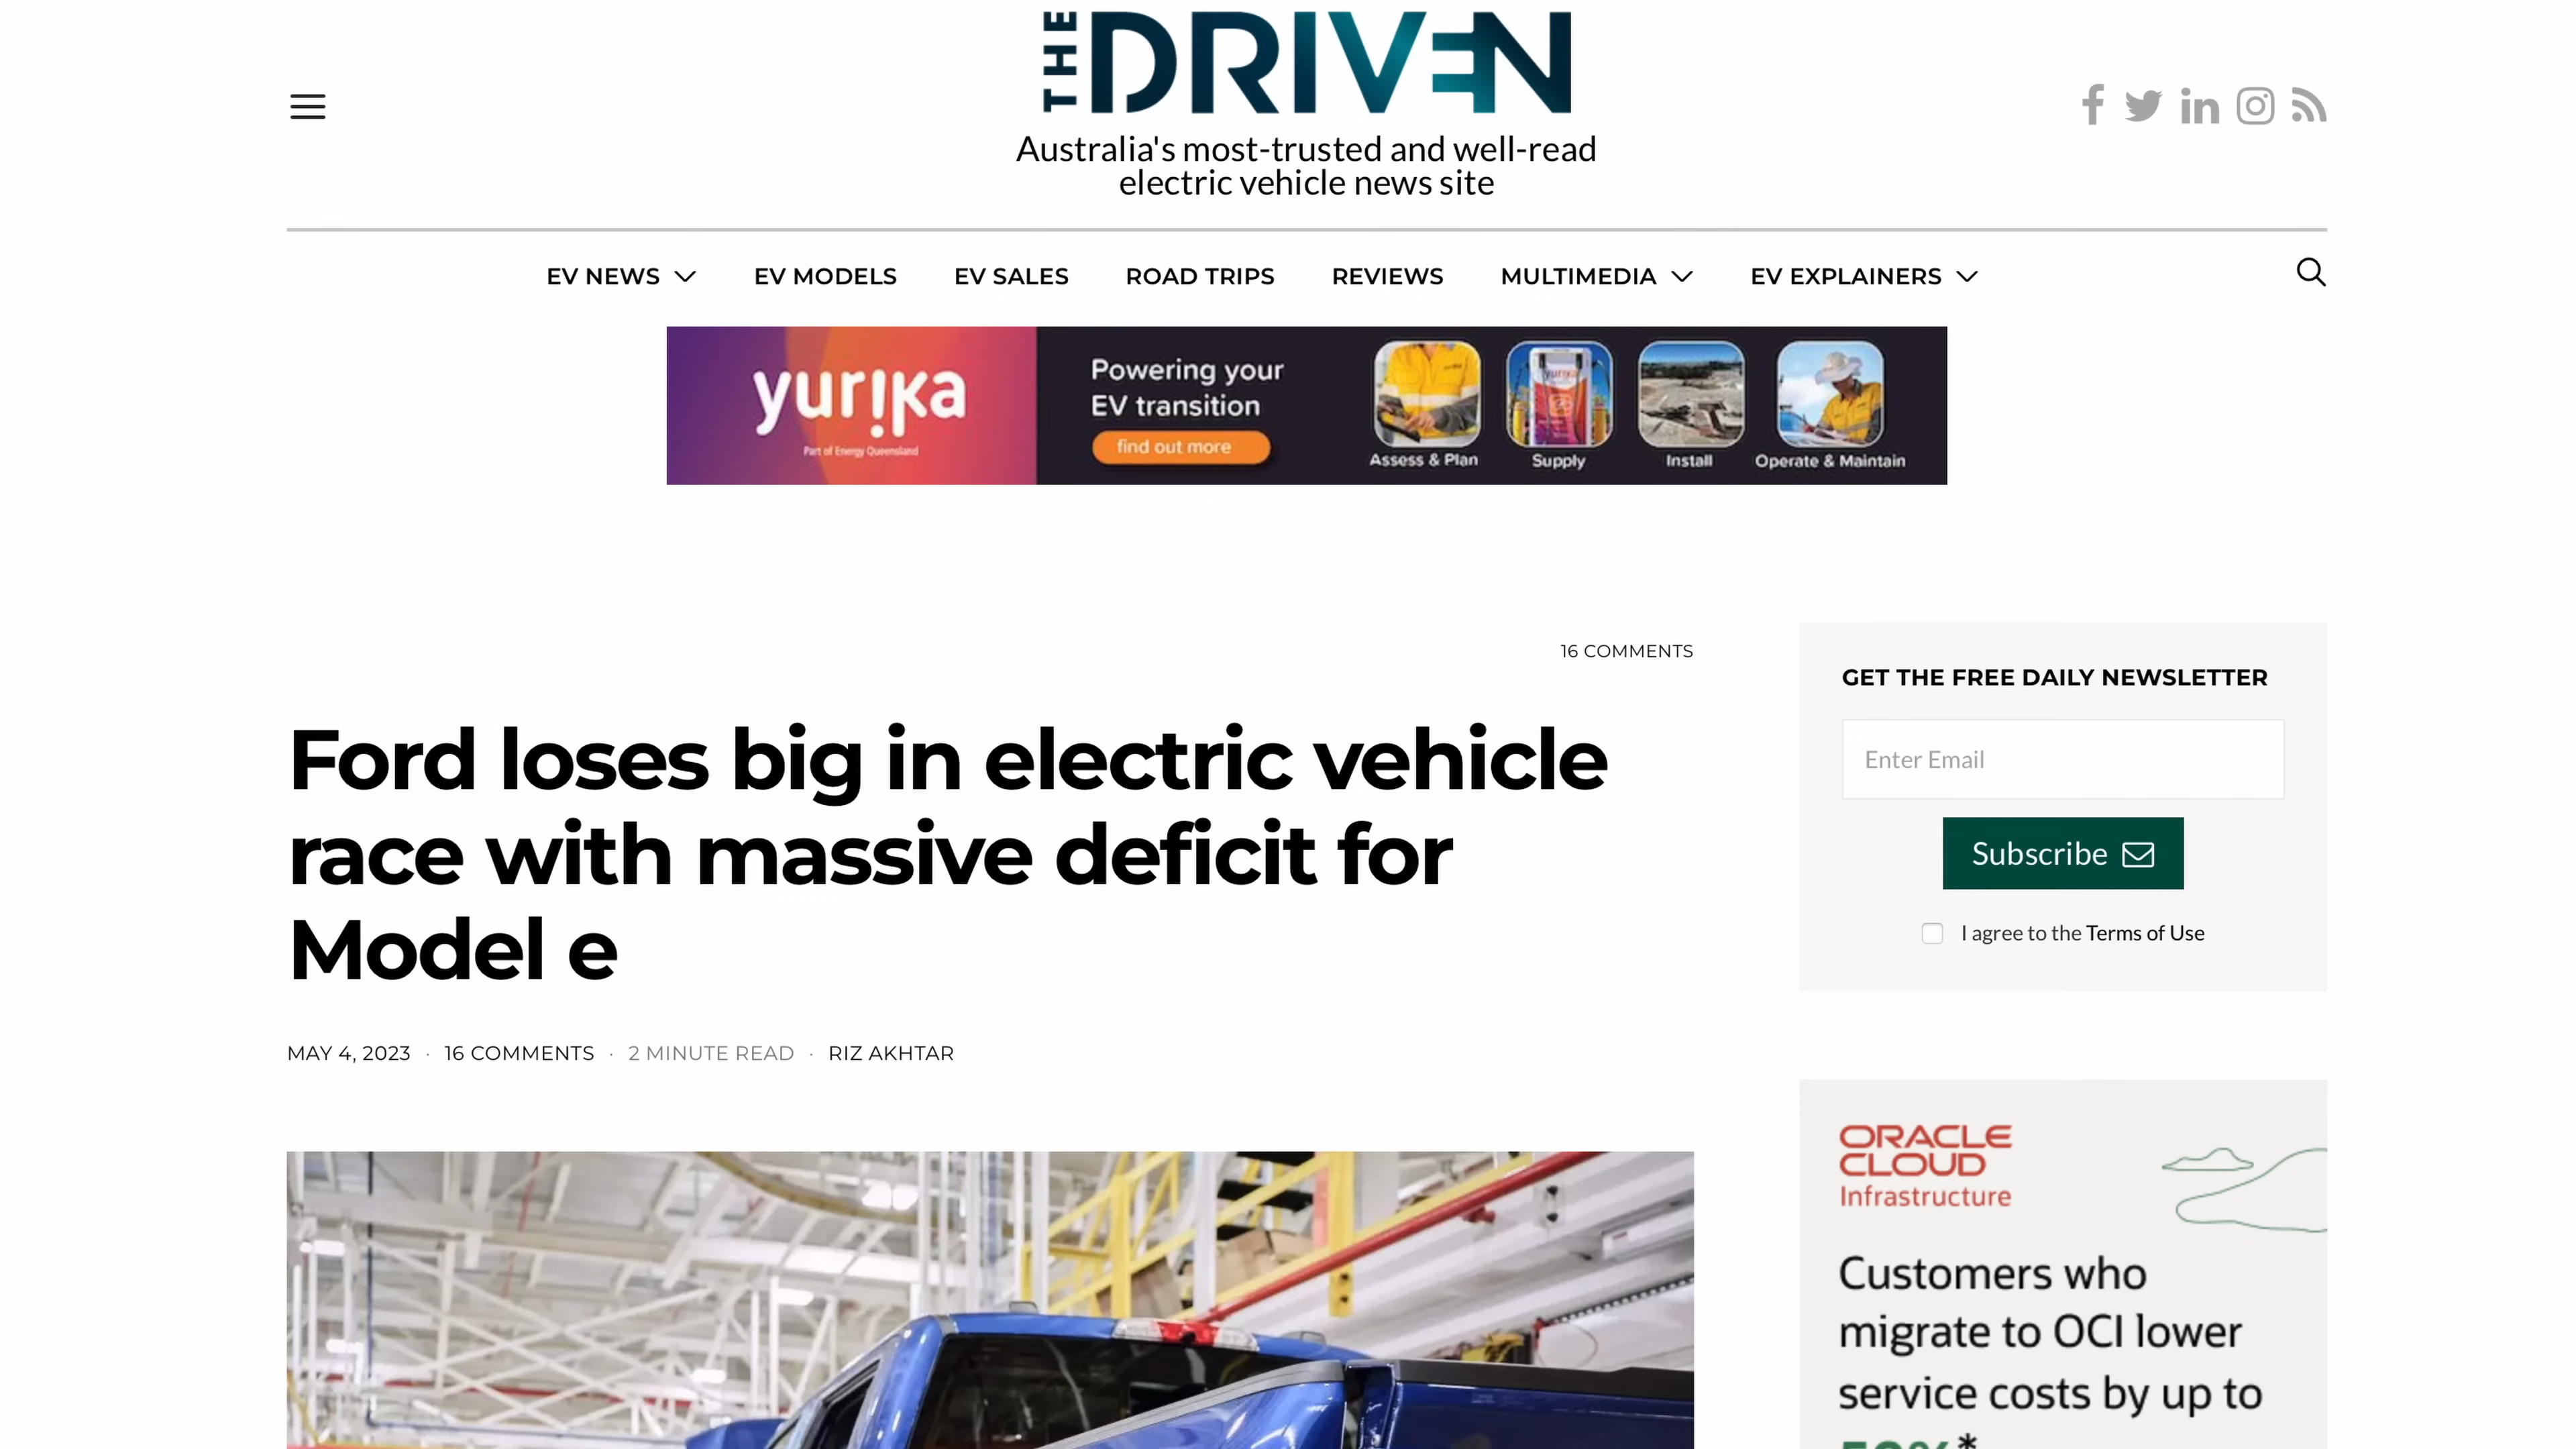 THE DRIVEN
Australia's most-trusted and well-read
electric vehicle news site
EV NEWS
EV MODELS
EV SALES
ROAD TRIPS
REVIEWS
MULTIMEDIA
EV EXPLAINERS
yurika
Part of Energy Queensland
Powering your
EV transition
find out more
Assess & Plan
Supply
Install
Operate & Maintain
16 COMMENTS
Ford loses big in electric vehicle
race with massive deficit for
Model e
MAY 4, 2023 · 16 COMMENTS · 2 MINUTE READ · RIZ AKHTAR
GET THE FREE DAILY NEWSLETTER
Enter Email
Subscribe
I agree to the Terms of Use
ORACLE
CLOUD
Infrastructure
Customers who
migrate to OCI lower
service costs by up to